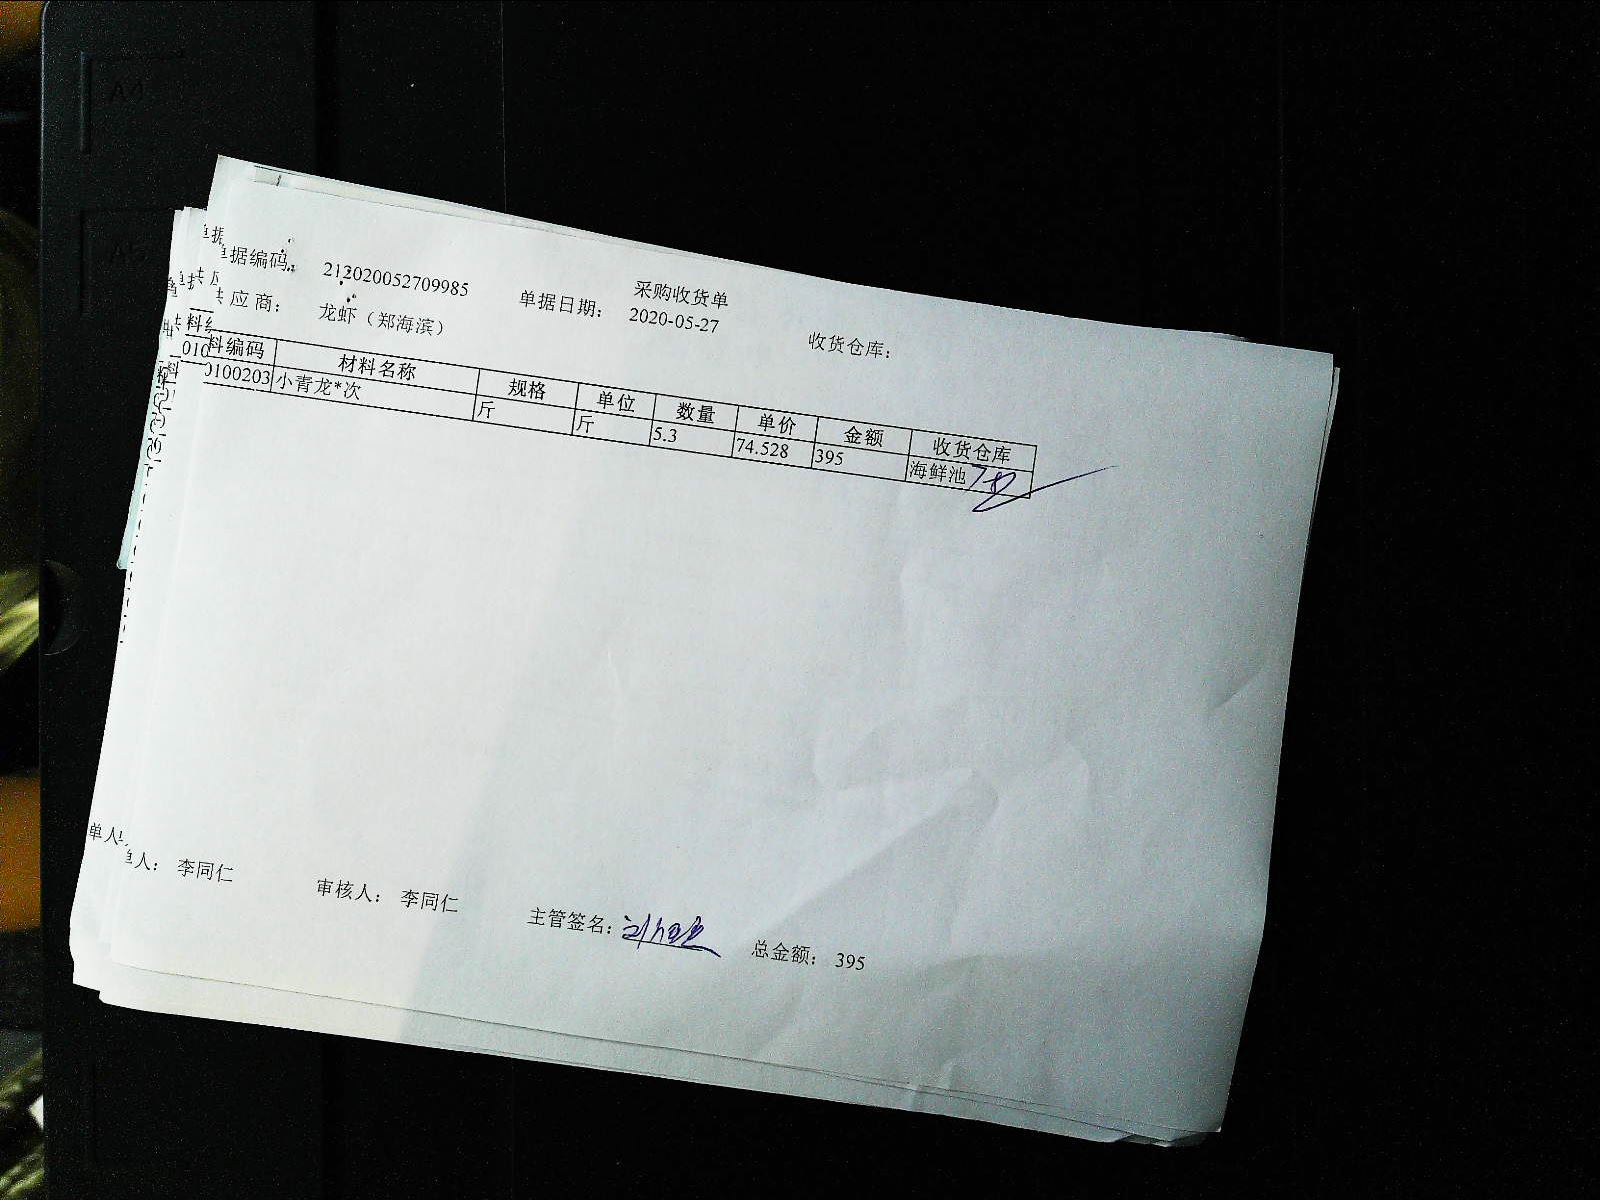 采购收货单
单据编码: 212020052709985 单据日期: 2020-05-27 收货仓库:
供应商: 龙虾（郑海滨）
料编码 材料名称 规格 单位 数量 单价 金额 收货仓库
0100203 小青龙*次 斤 斤 5.3 74.528 395 海鲜池
单人: 李同仁 审核人: 李同仁 主管签名: 总金额: 395